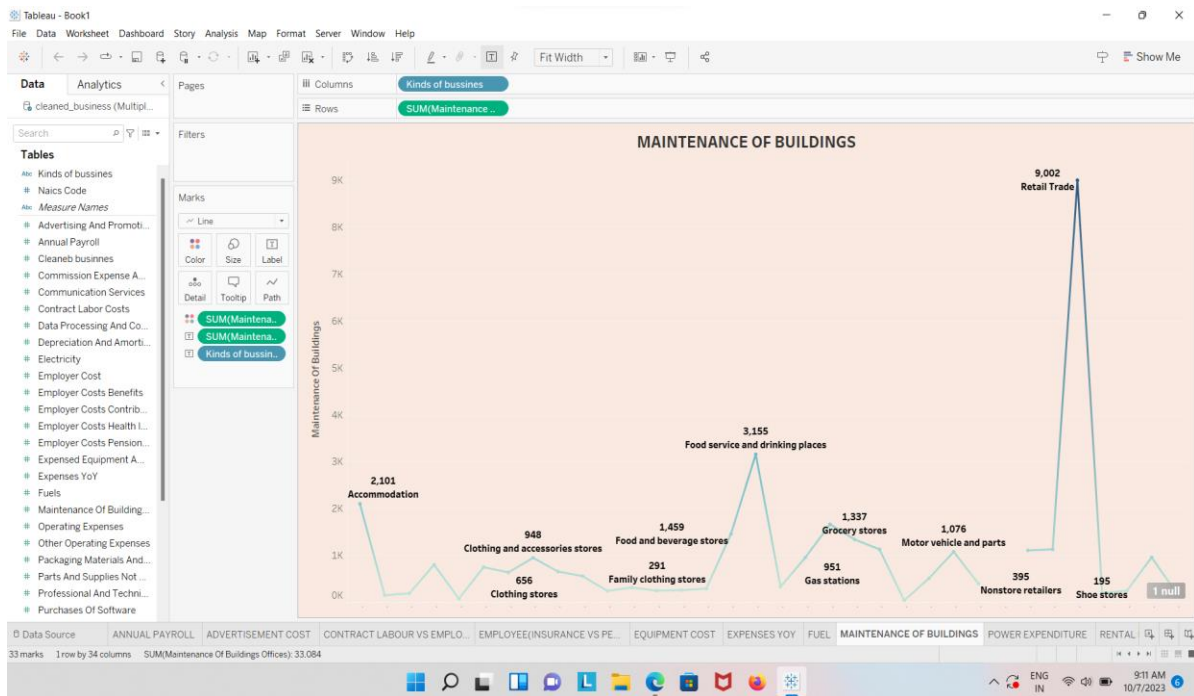 Tableau - Book1
File Data Worksheet Dashboard Story Analysis Map Format Server Window Help
Fit Width
Show Me
Data Analytics
Pages
Columns Kinds of bussines
cleaned_business (Multipl...
Rows SUM(Maintenance ..
Search
Filters
Tables
Abc Kinds of bussines
# Naics Code
Abc Measure Names
# Advertising And Promoti...
# Annual Payroll
# Cleaneb businnes
# Commission Expense A...
# Communication Services
# Contract Labor Costs
# Data Processing And Co...
# Depreciation And Amorti...
# Electricity
# Employer Cost
# Employer Costs Benefits
# Employer Costs Contrib...
# Employer Costs Health I...
# Employer Costs Pension...
# Expensed Equipment A...
# Expenses YoY
# Fuels
# Maintenance Of Building...
# Operating Expenses
# Other Operating Expenses
# Packaging Materials And...
# Parts And Supplies Not ...
# Professional And Techni...
# Purchases Of Software
Marks
Line
Color Size Label
Detail Tooltip Path
SUM(Maintena..
SUM(Maintena..
Kinds of bussin..
MAINTENANCE OF BUILDINGS
Maintenance Of Buildings
9K
8K
7K
6K
5K
4K
3K
2K
1K
0K
9,002
Retail Trade
3,155
Food service and drinking places
2,101
Accommodation
948
Clothing and accessories stores
656
Clothing stores
1,459
Food and beverage stores
291
Family clothing stores
1,337
Grocery stores
951
Gas stations
1,076
Motor vehicle and parts
395
Nonstore retailers
195
Shoe stores
1 null
Data Source ANNUAL PAYROLL ADVERTISEMENT COST CONTRACT LABOUR VS EMPLO... EMPLOYEE(INSURANCE VS PE... EQUIPMENT COST EXPENSES YOY FUEL MAINTENANCE OF BUILDINGS POWER EXPENDITURE RENTAL
33 marks 1 row by 34 columns SUM(Maintenance Of Buildings Offices): 33,084
ENG
IN
9:11 AM
10/7/2023
6